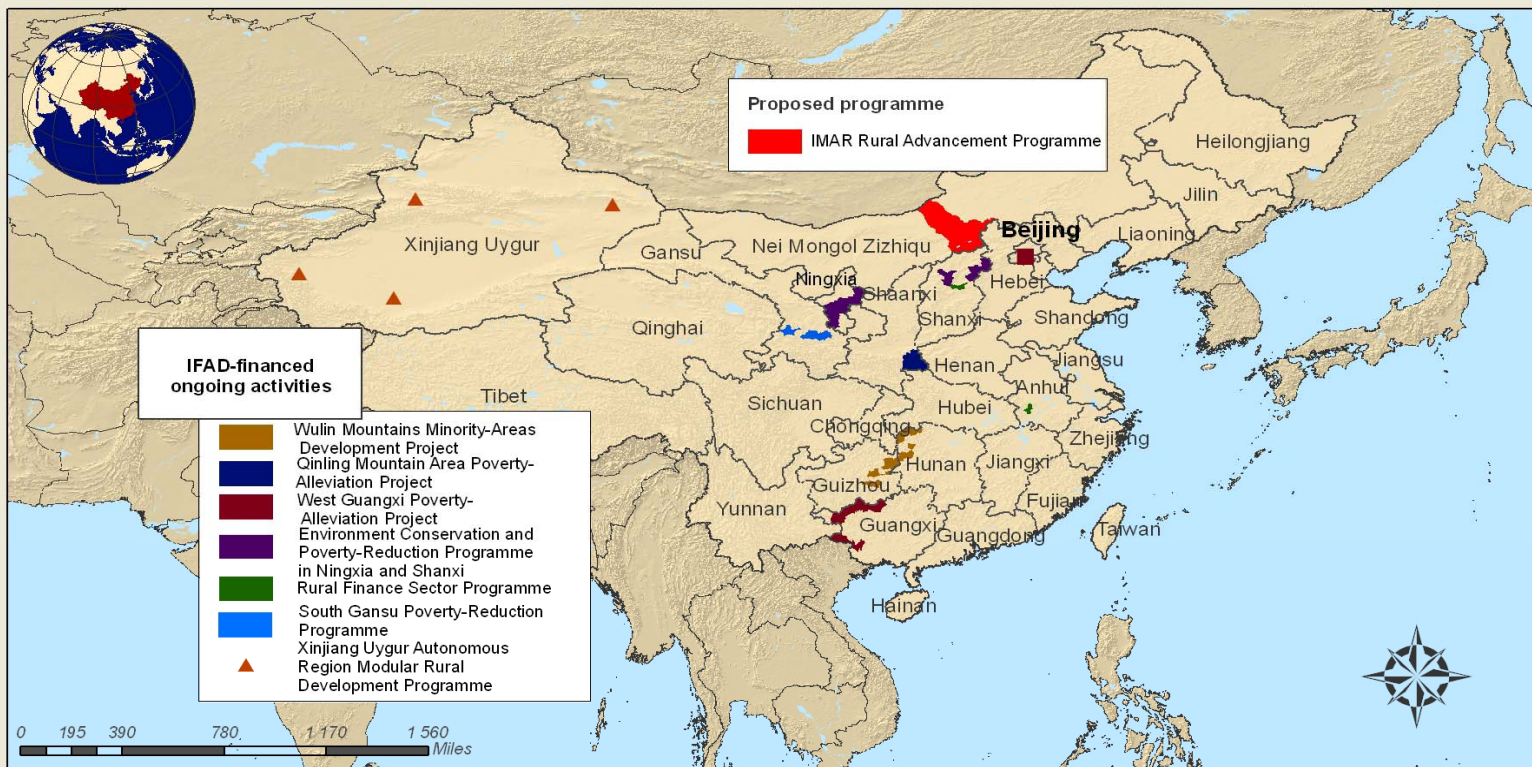 Proposed programme
IMAR Rural Advancement Programme
Heilongjiang
Jilin
Liaoning
Beijing
Xinjiang Uygur
Gansu
Nei Mongol Zizhiqu
Ningxia
Hebei
Shaanxi
Shanxi
Shandong
Qinghai
Henan
Jiangsu
Anhui
Tibet
Sichuan
Hubei
Chongqing
Zhejiang
Hunan
Jiangxi
Guizhou
Fujian
Yunnan
Guangxi
Guangdong
Taiwan
Hainan
IFAD-financed
ongoing activities
Wulin Mountains Minority-Areas
Development Project
Qinling Mountain Area Poverty-
Alleviation Project
West Guangxi Poverty-
Alleviation Project
Environment Conservation and
Poverty-Reduction Programme
in Ningxia and Shanxi
Rural Finance Sector Programme
South Gansu Poverty-Reduction
Programme
Xinjiang Uygur Autonomous
Region Modular Rural
Development Programme
0 195 390 780 1 170 1 560
Miles